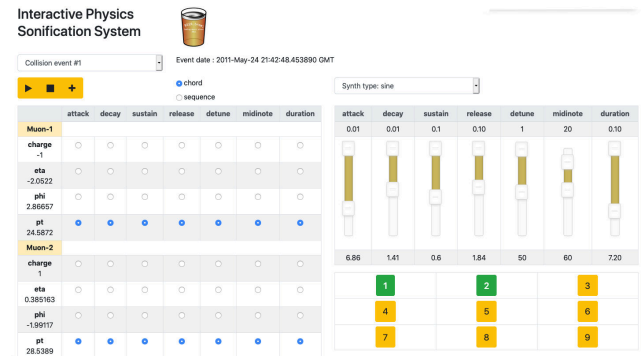 Interactive Physics
Sonification System
Collision event #1
Event date : 2011-May-24 21:42:48.453890 GMT
chord
sequence
Synth type: sine
attack decay sustain release detune midinote duration
Muon-1
charge
-1
eta
-2.0522
phi
2.86657
pt
24.5872
Muon-2
charge
1
eta
0.385163
phi
-1.99117
pt
28.5389
attack decay sustain release detune midinote duration
0.01 0.01 0.1 0.10 1 20 0.10
6.86 1.41 0.6 1.84 50 60 7.20
1 2 3
4 5 6
7 8 9